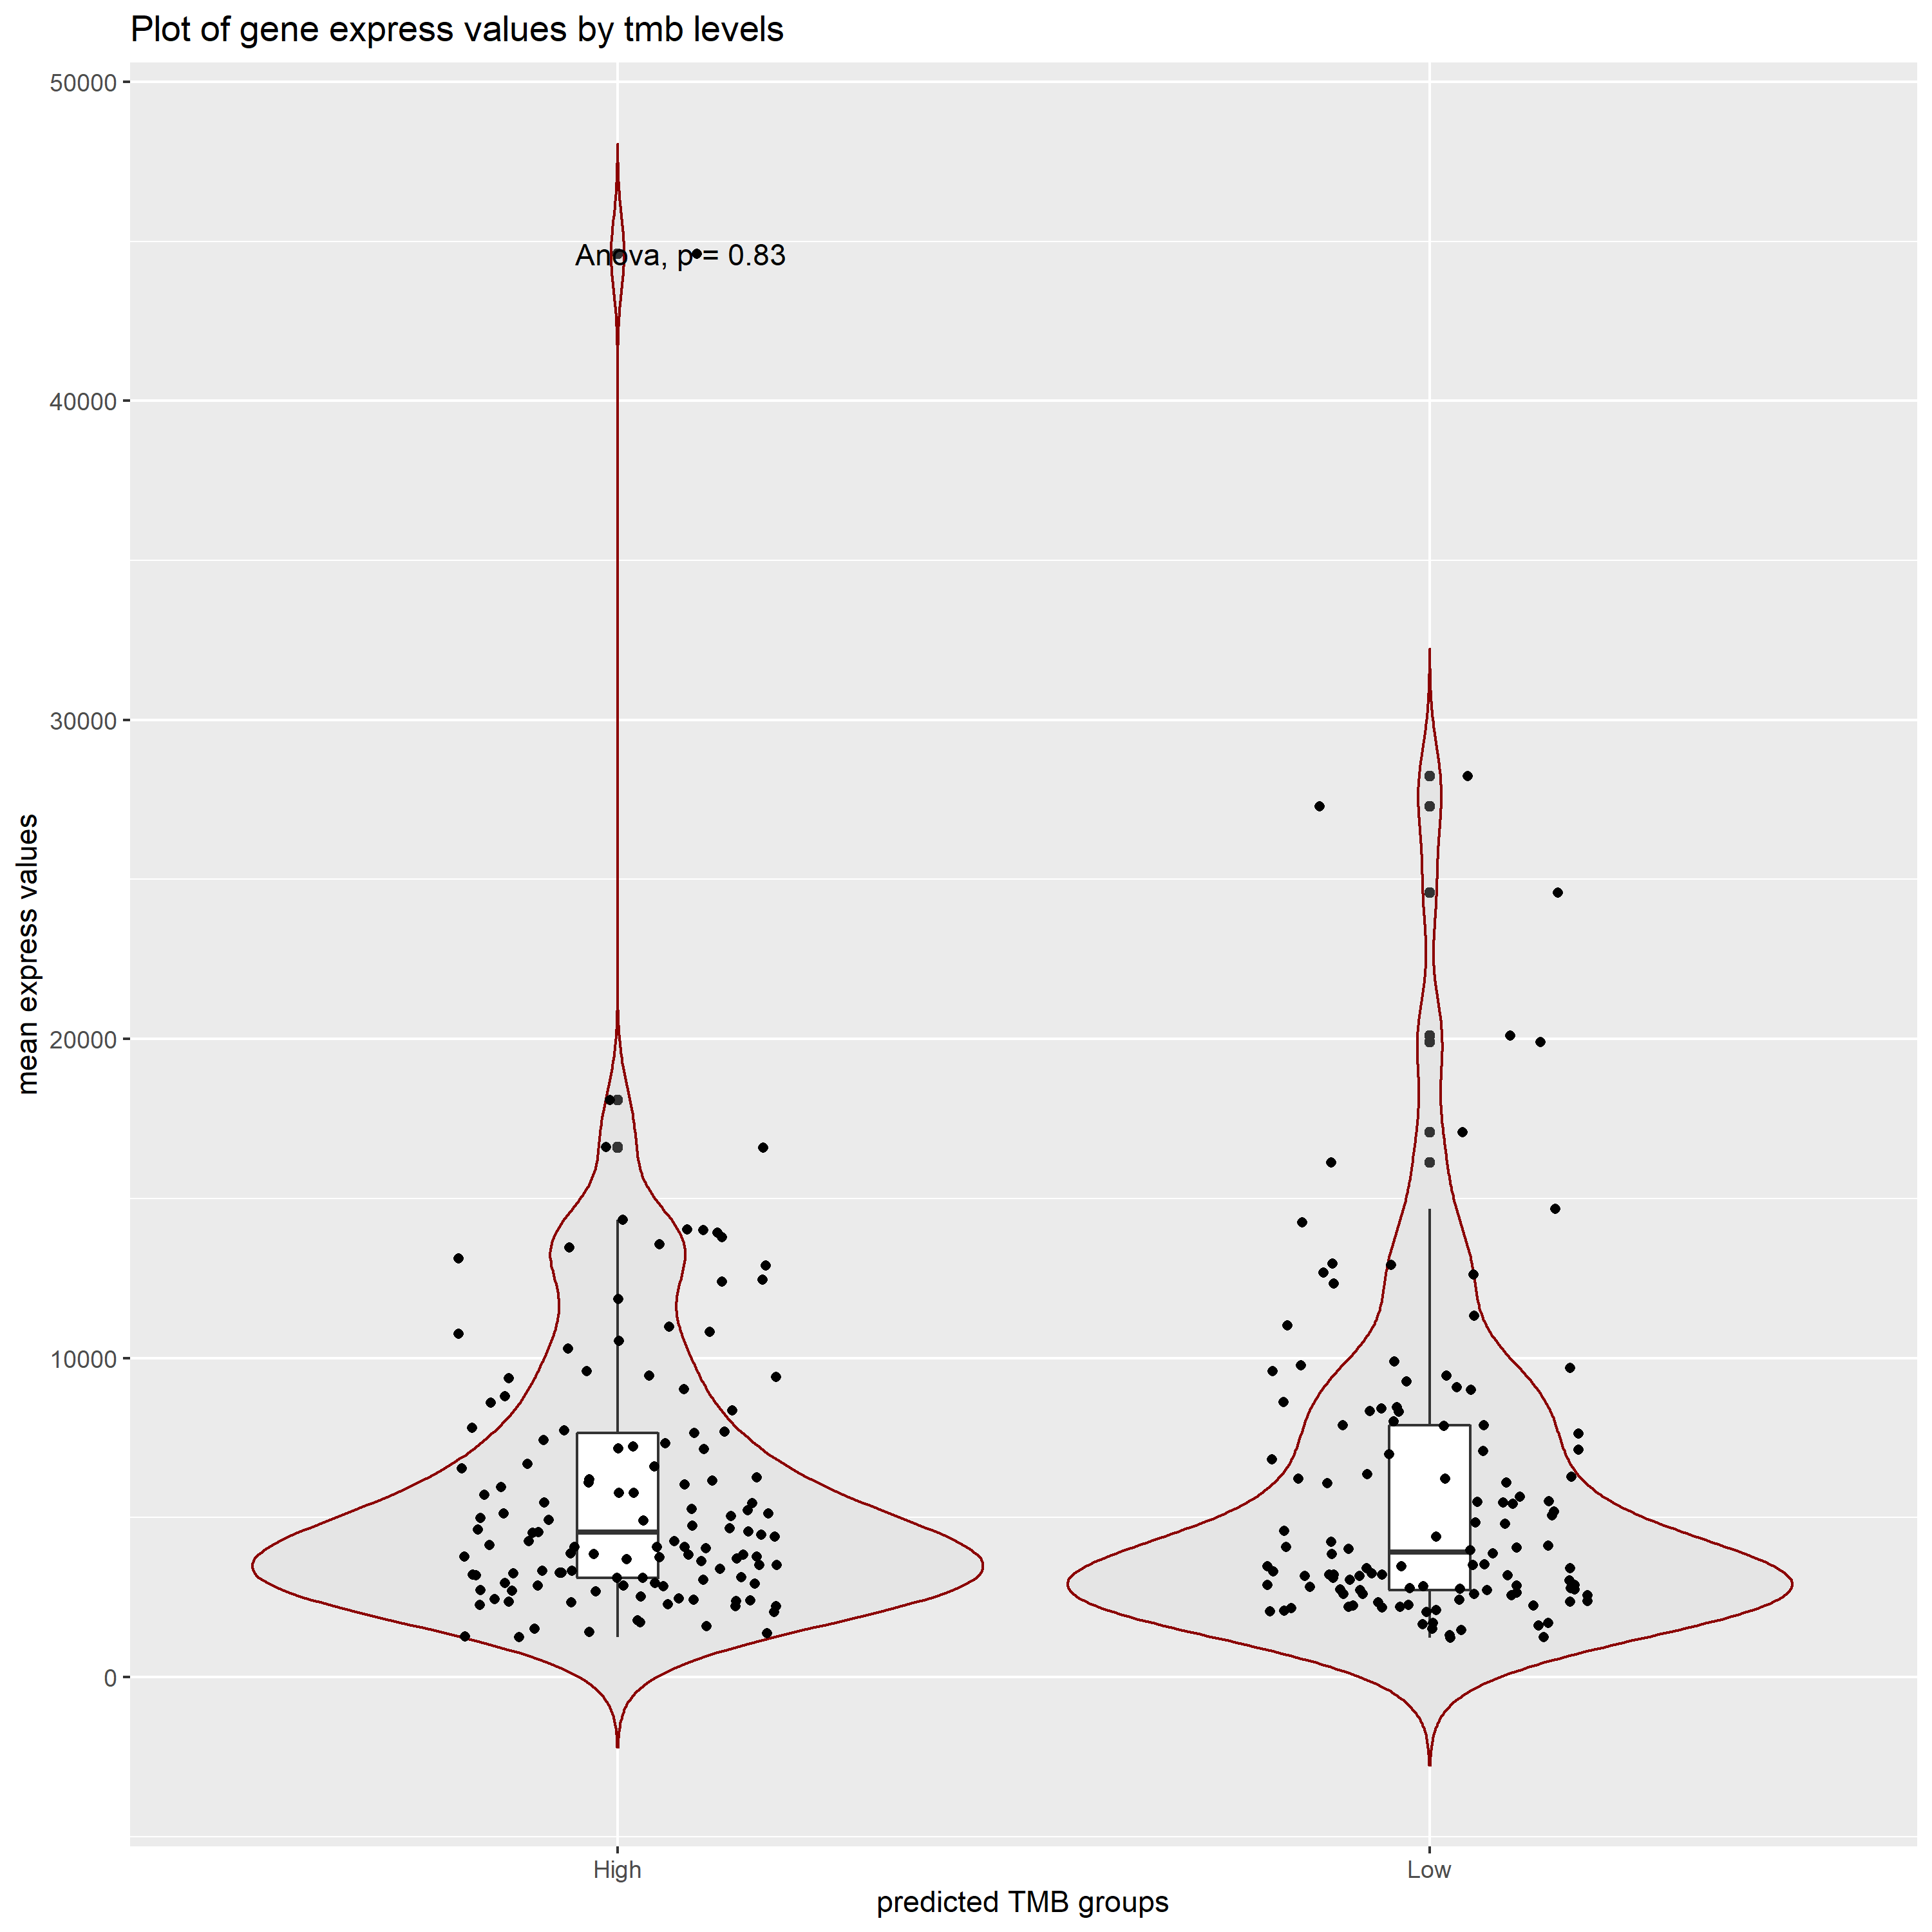 Plot of gene express values by tmb levels
50000
Anova, p = 0.83
40000
30000
mean express values
20000
10000
0
High
Low
predicted TMB groups